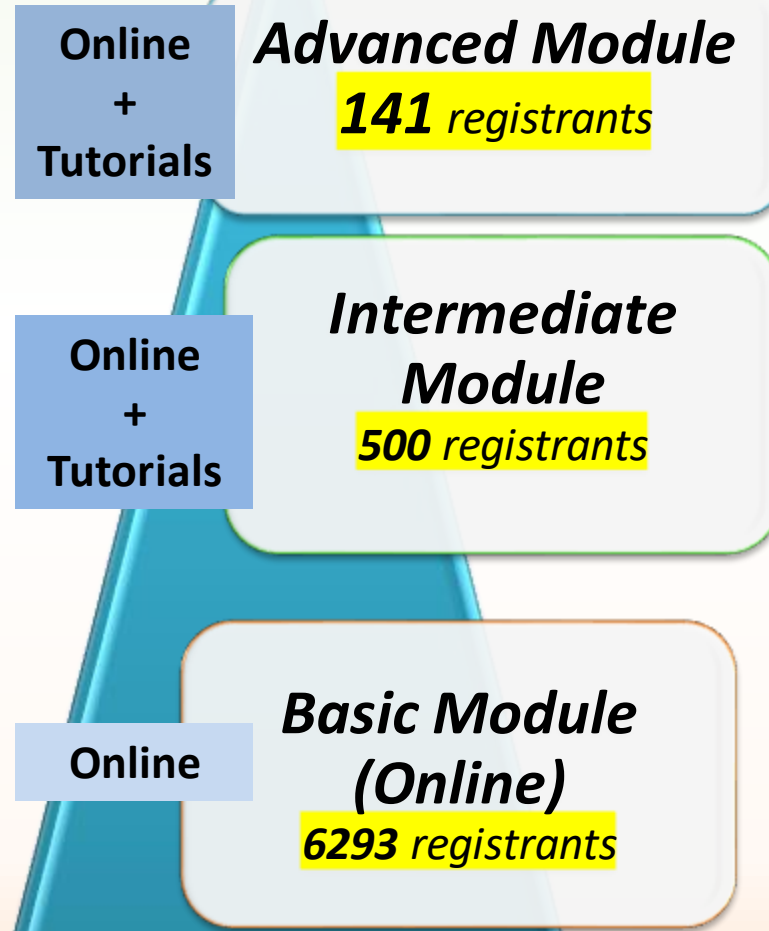 Online
+
Tutorials
Advanced Module
141 registrants
Online
+
Tutorials
Intermediate
Module
500 registrants
Online
Basic Module
(Online)
6293 registrants